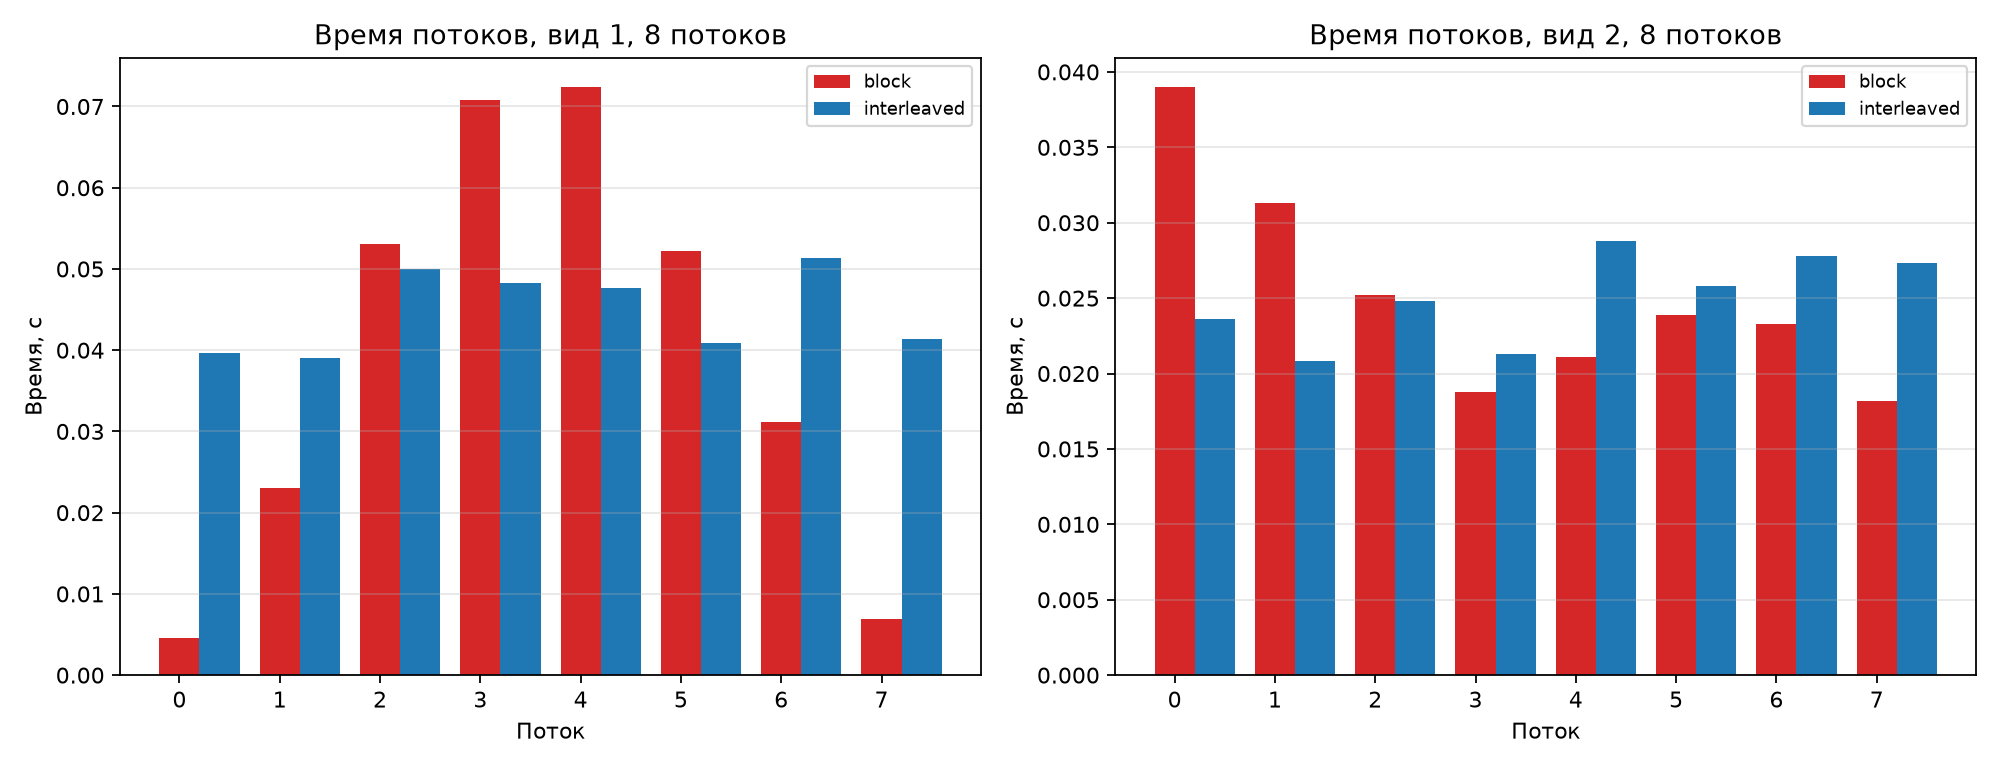 Время потоков, вид 1, 8 потоков
block
interleaved
0.07
0.06
0.05
0.04
0.03
0.02
0.01
0.00
Время, с
0 1 2 3 4 5 6 7
Поток
Время потоков, вид 2, 8 потоков
block
interleaved
0.040
0.035
0.030
0.025
0.020
0.015
0.010
0.005
0.000
Время, с
0 1 2 3 4 5 6 7
Поток